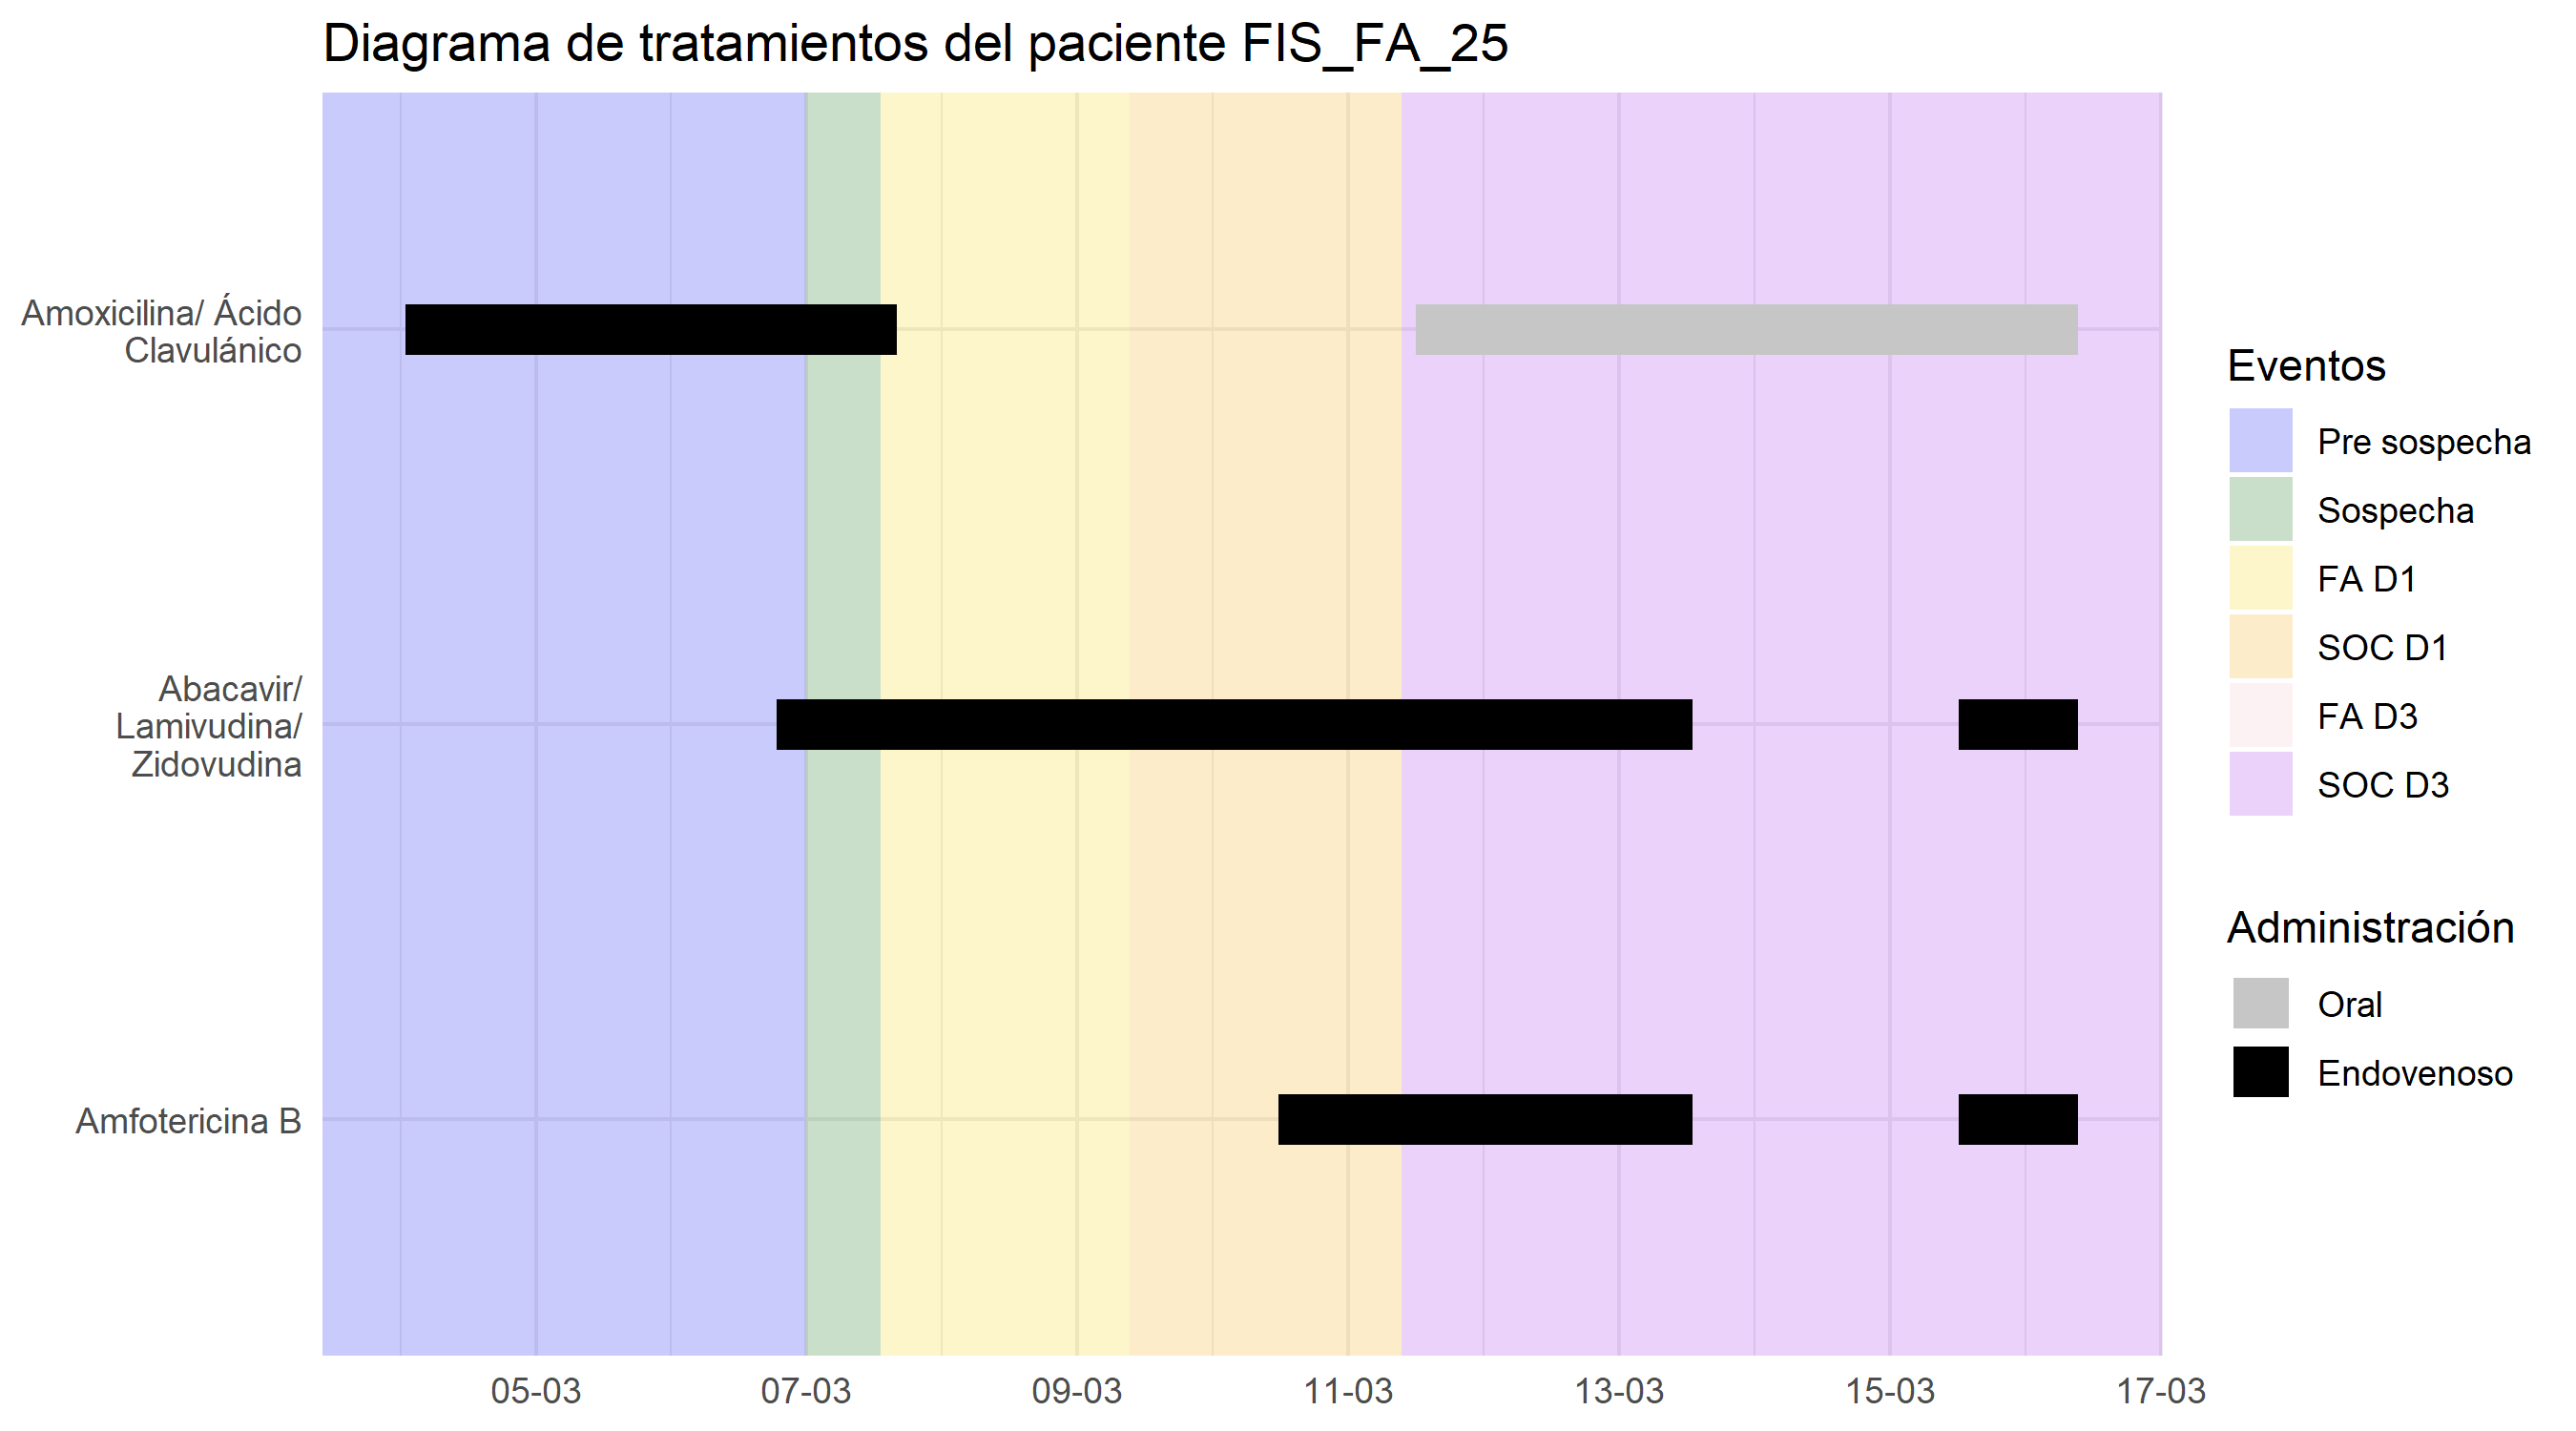 Diagrama de tratamientos del paciente FIS_FA_25
Amoxicilina/ Ácido
Clavulánico
Abacavir/
Lamivudina/
Zidovudina
Amfotericina B
05-03
07-03
09-03
11-03
13-03
15-03
17-03
Eventos
Pre sospecha
Sospecha
FA D1
SOC D1
FA D3
SOC D3
Administración
Oral
Endovenoso